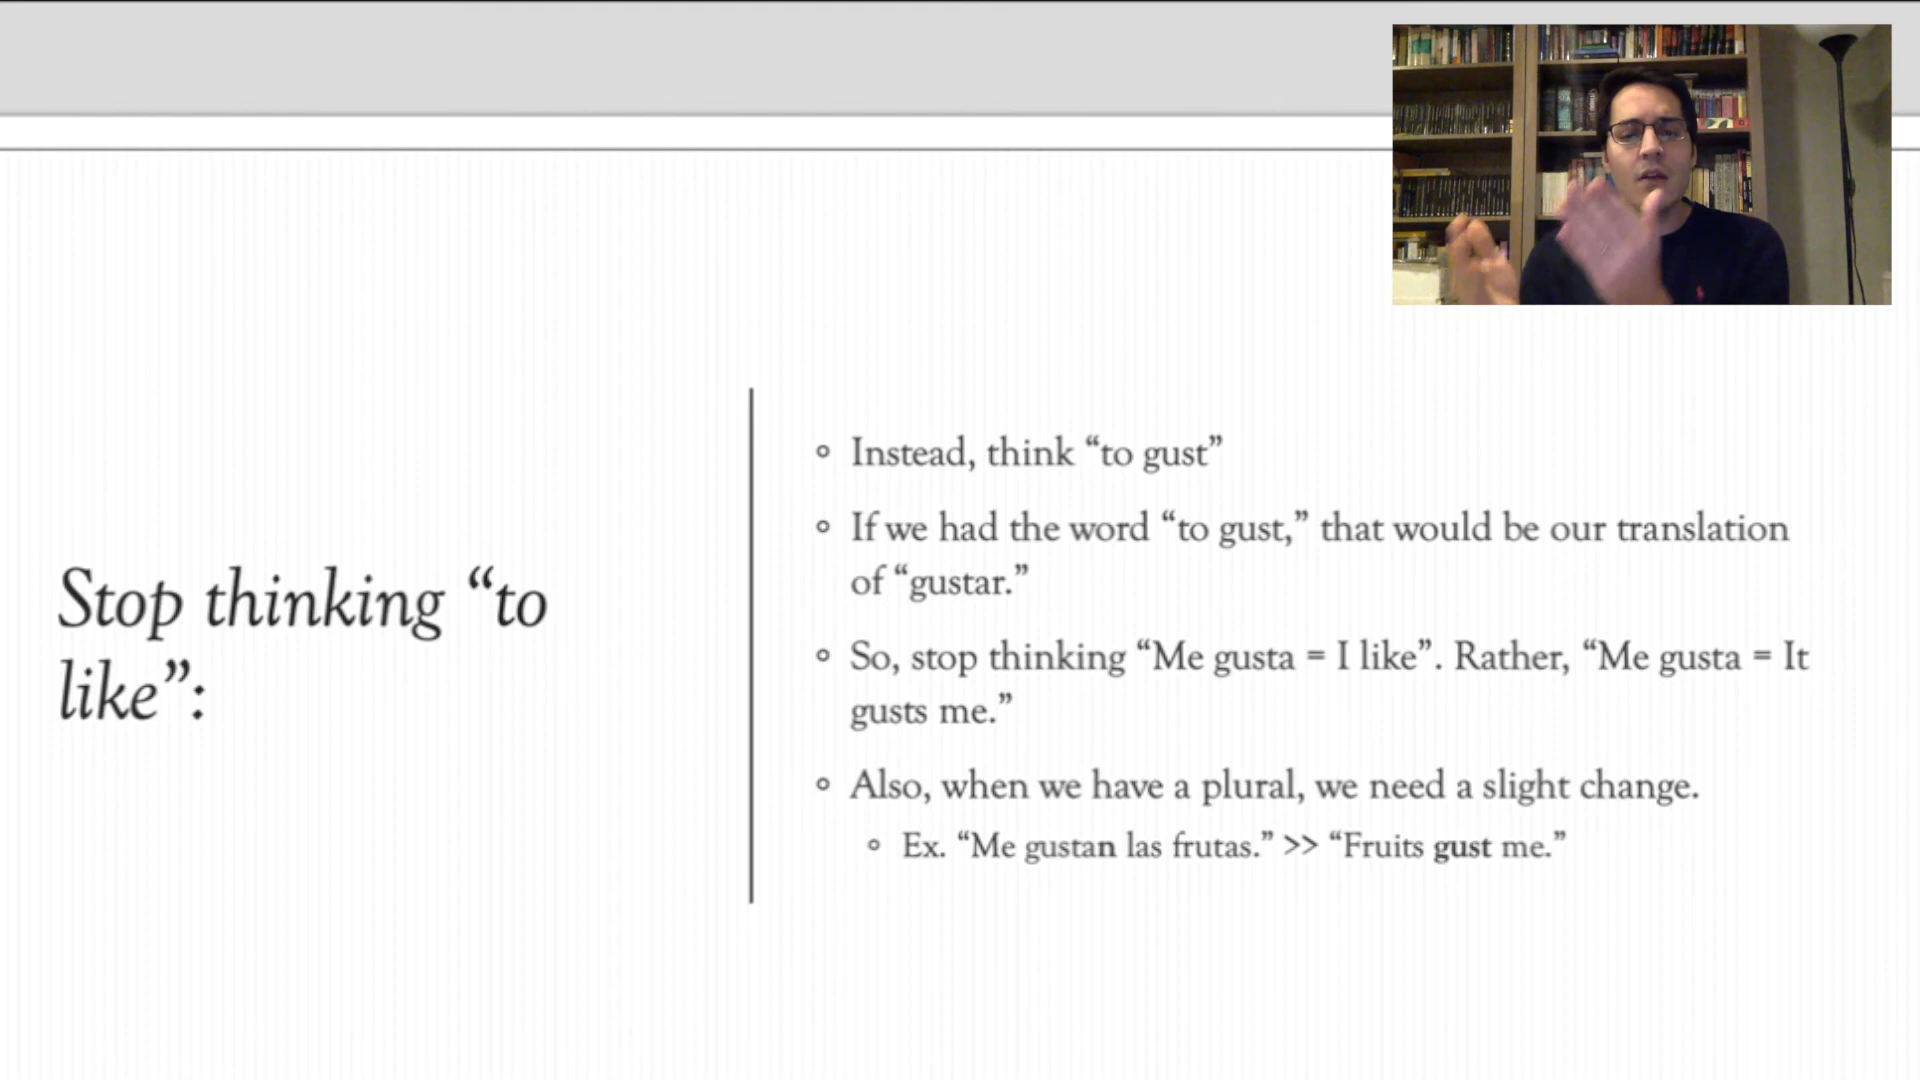 Stop thinking “to
like”:
Instead, think “to gust”
If we had the word “to gust,” that would be our translation
of “gustar.”
So, stop thinking “Me gusta = I like”. Rather, “Me gusta = It
gusts me.”
Also, when we have a plural, we need a slight change.
Ex. “Me gustan las frutas.” >> “Fruits gust me.”